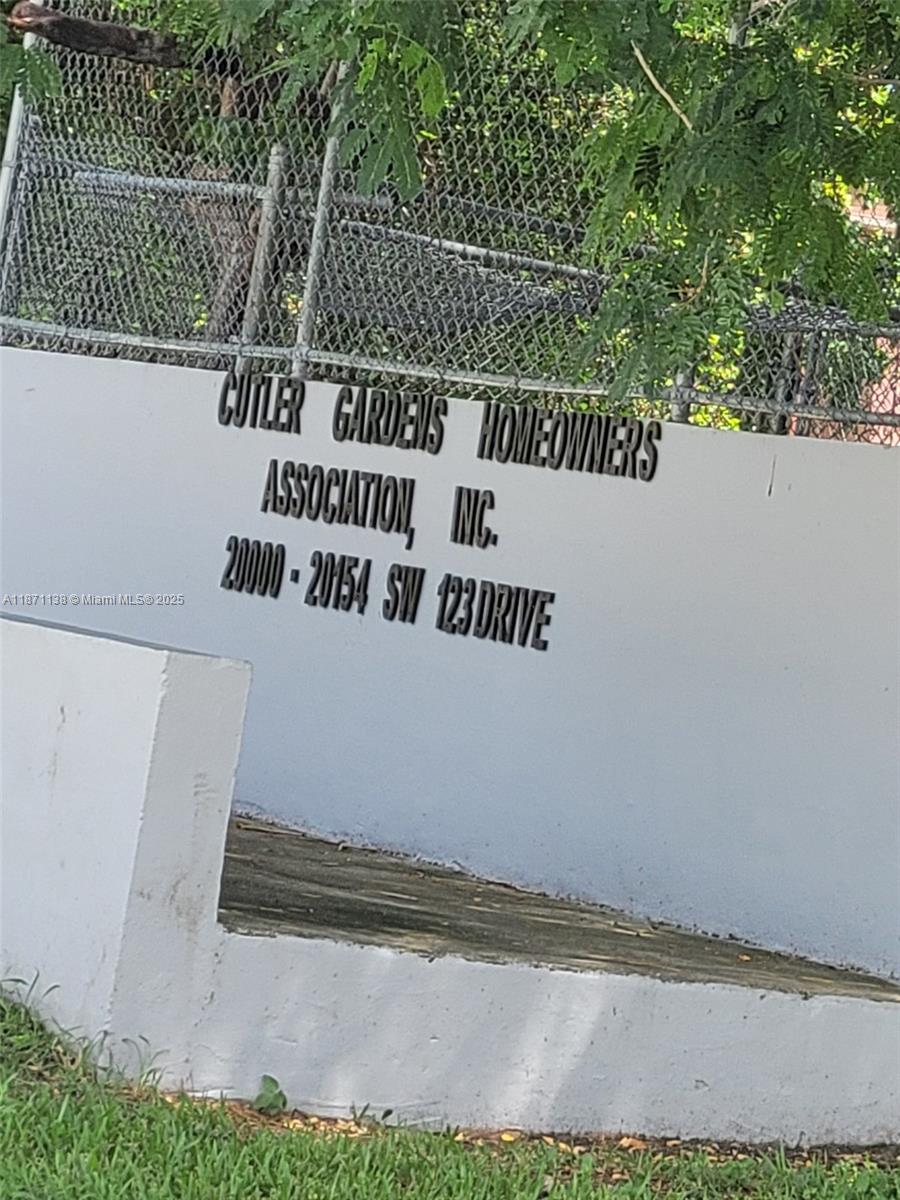 CUTLER GARDENS HOMEOWNERS
ASSOCIATION, INC.
20000 - 20154 SW 123 DRIVE
A11871138 © Miami MLS © 2025